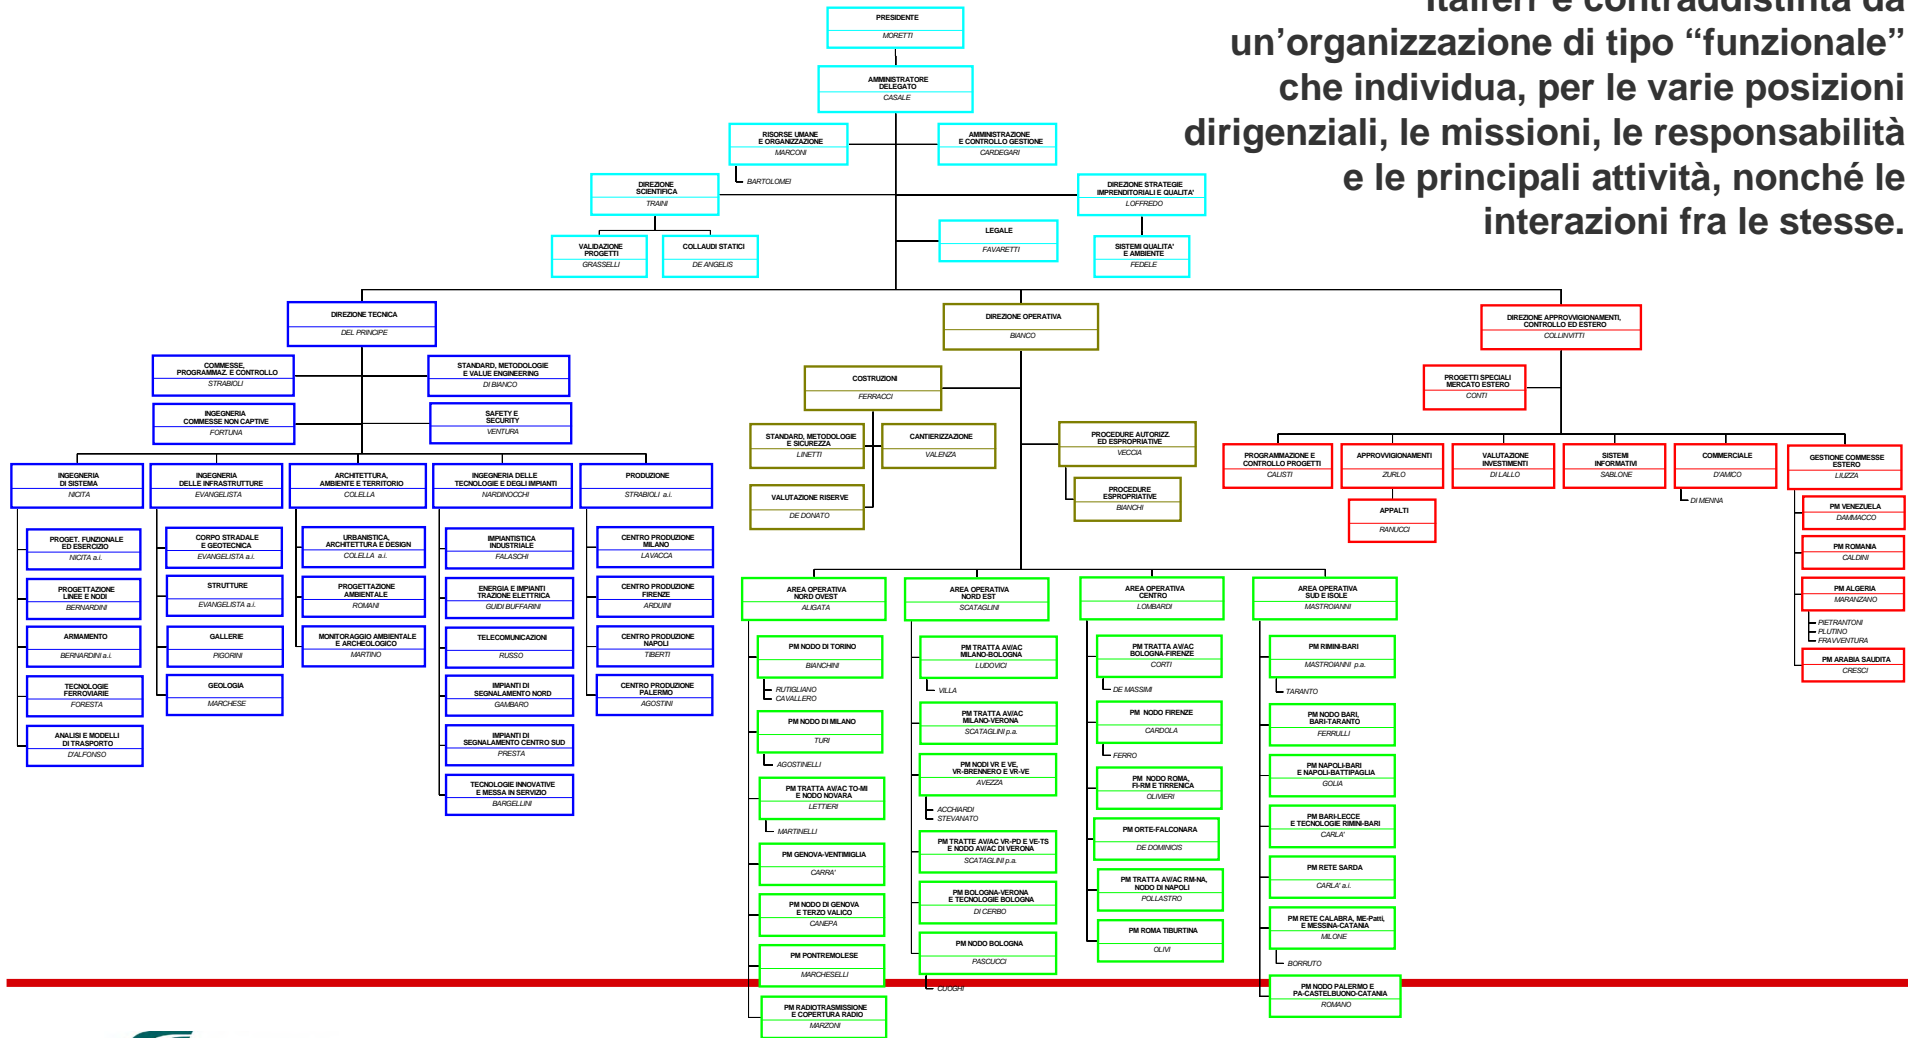 Italferr è contraddistinta da
un’organizzazione di tipo “funzionale”
che individua, per le varie posizioni
dirigenziali, le missioni, le responsabilità
e le principali attività, nonché le
interazioni fra le stesse.
PRESIDENTE
MORETTI
AMMINISTRATORE
DELEGATO
CASALE
RISORSE UMANE
E ORGANIZZAZIONE
MARCONI
BARTOLOMEI
AMMINISTRAZIONE
E CONTROLLO GESTIONE
CARDEGARI
DIREZIONE
SCIENTIFICA
TRAINI
DIREZIONE STRATEGIE
IMPRENDITORIALI E QUALITA'
LOFFREDO
VALIDAZIONE
PROGETTI
GRASSELLI
COLLAUDI STATICI
DE ANGELIS
LEGALE
FAVARETTI
SISTEMI QUALITA'
E AMBIENTE
FEDELE
DIREZIONE TECNICA
DEL PRINCIPE
COMMESSE,
PROGRAMMAZ. E CONTROLLO
STRABIOLI
STANDARD, METODOLOGIE
E VALUE ENGINEERING
DI BIANCO
INGEGNERIA
COMMESSE NON CAPTIVE
FORTUNA
SAFETY E
SECURITY
VENTURA
INGEGNERIA
DI SISTEMA
NICITA
PROGET. FUNZIONALE
ED ESERCIZIO
NICITA a.i.
PROGETTAZIONE
LINEE E NODI
BERNARDINI
ARMAMENTO
BERNARDINI a.i.
TECNOLOGIE
FERROVIARIE
FORESTA
ANALISI E MODELLI
DI TRASPORTO
D'ALFONSO
INGEGNERIA
DELLE INFRASTRUTTURE
EVANGELISTA
CORPO STRADALE
E GEOTECNICA
EVANGELISTA a.i.
STRUTTURE
EVANGELISTA a.i.
GALLERIE
PIGORINI
GEOLOGIA
MARCHESE
ARCHITETTURA,
AMBIENTE E TERRITORIO
COLELLA
URBANISTICA,
ARCHITETTURA E DESIGN
COLELLA a.i.
PROGETTAZIONE
AMBIENTALE
ROMANI
MONITORAGGIO AMBIENTALE
E ARCHEOLOGICO
MARTINO
INGEGNERIA DELLE
TECNOLOGIE E DEGLI IMPIANTI
NARDINOCCHI
IMPIANTISTICA
INDUSTRIALE
FALASCHI
ENERGIA E IMPIANTI
TRAZIONE ELETTRICA
GUIDI BUFFARINI
TELECOMUNICAZIONI
RUSSO
IMPIANTI DI
SEGNALAMENTO NORD
GAMBARO
IMPIANTI DI
SEGNALAMENTO CENTRO SUD
PRESTA
TECNOLOGIE INNOVATIVE
E MESSA IN SERVIZIO
BARGELLINI
PRODUZIONE
STRABIOLI a.i.
CENTRO PRODUZIONE
MILANO
LAVACCA
CENTRO PRODUZIONE
FIRENZE
ARDUINI
CENTRO PRODUZIONE
NAPOLI
TIBERTI
CENTRO PRODUZIONE
PALERMO
AGOSTINI
DIREZIONE OPERATIVA
BIANCO
COSTRUZIONI
FERRACCI
STANDARD, METODOLOGIE
E SICUREZZA
LINETTI
CANTIERIZZAZIONE
VALENZA
VALUTAZIONE RISERVE
DE DONATO
PROCEDURE AUTORIZZ.
ED ESPROPRIATIVE
VECCIA
PROCEDURE
ESPROPRIATIVE
BIANCHI
AREA OPERATIVA
NORD OVEST
ALIGATA
PM NODO DI TORINO
BIANCHINI
RUTIGLIANO
CAVALLERO
PM NODO DI MILANO
TURI
AGOSTINELLI
PM TRATTA AV/AC TO-MI
E NODO NOVARA
LETTIERI
MARTINELLI
PM GENOVA-VENTIMIGLIA
CARRA'
PM NODO DI GENOVA
E TERZO VALICO
CANEPA
PM PONTREMOLESE
MARCHESELLI
PM RADIOTRASMISSIONE
E COPERTURA RADIO
MARZONI
AREA OPERATIVA
NORD EST
SCATAGLINI
PM TRATTA AV/AC
MILANO-BOLOGNA
LUDOVICI
VILLA
PM TRATTA AV/AC
MILANO-VERONA
SCATAGLINI p.a.
PM NODI VR E VE,
VR-BRENNERO E VR-VE
AVEZZA
ACCHIARDI
STEVANATO
PM TRATTE AV/AC VR-PD E VE-TS
E NODO AV/AC DI VERONA
SCATAGLINI p.a.
PM BOLOGNA-VERONA
E TECNOLOGIE BOLOGNA
DI CERBO
PM NODO BOLOGNA
PASCUCCI
CUOGHI
AREA OPERATIVA
CENTRO
LOMBARDI
PM TRATTA AV/AC
BOLOGNA-FIRENZE
CORTI
DE MASSIMI
PM NODO FIRENZE
CARDOLA
FERRO
PM NODO ROMA,
FI-RM E TIRRENICA
OLIVIERI
PM ORTE-FALCONARA
DE DOMINICIS
PM TRATTA AV/AC RM-NA,
NODO DI NAPOLI
POLLASTRO
PM ROMA TIBURTINA
OLIVI
AREA OPERATIVA
SUD E ISOLE
MASTROIANNI
PM RIMINI-BARI
MASTROIANNI p.a.
TARANTO
PM NODO BARI,
BARI-TARANTO
FERRULLI
PM NAPOLI-BARI
E NAPOLI-BATTIPAGLIA
GOLIA
PM BARI-LECCE
E TECNOLOGIE RIMINI-BARI
CARLA'
PM RETE SARDA
CARLA' a.i.
PM RETE CALABRA, ME-Patti,
E MESSINA-CATANIA
MILONE
BORRUTO
PM NODO PALERMO E
PA-CASTELBUONO-CATANIA
ROMANO
DIREZIONE APPROVVIGIONAMENTI,
CONTROLLO ED ESTERO
COLLINVITTI
PROGETTI SPECIALI
MERCATO ESTERO
CONTI
PROGRAMMAZIONE E
CONTROLLO PROGETTI
CALISTI
APPROVVIGIONAMENTI
ZURLO
APPALTI
RANUCCI
VALUTAZIONE
INVESTIMENTI
DI LALLO
SISTEMI
INFORMATIVI
SABLONE
COMMERCIALE
D'AMICO
DI MENNA
GESTIONE COMMESSE
ESTERO
LIUZZA
PM VENEZUELA
DAMMACCO
PM ROMANIA
CALDINI
PM ALGERIA
MARANZANO
PIETRANTONI
PLUTINO
FRAVVENTURA
PM ARABIA SAUDITA
CRESCI